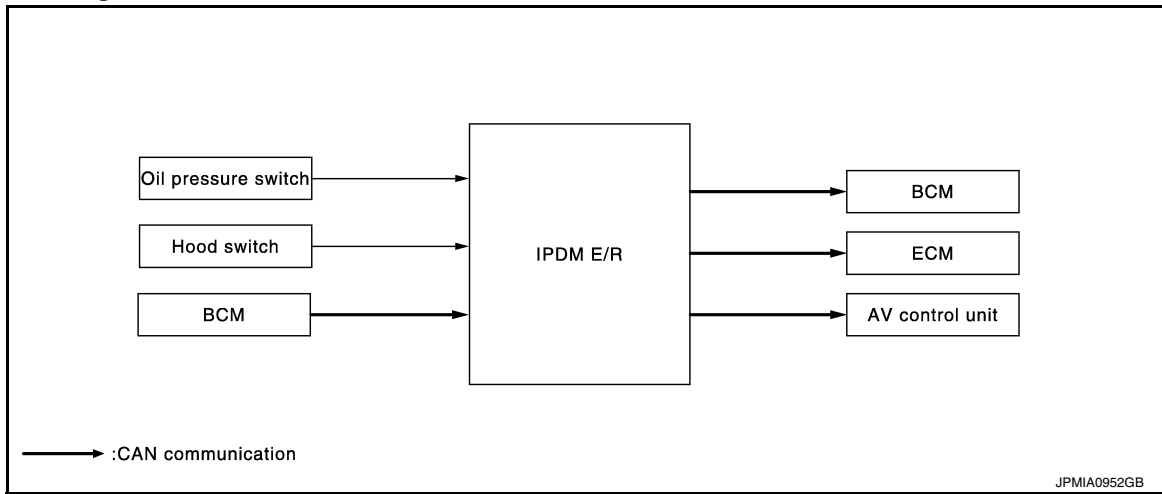 Oil pressure switch
Hood switch
BCM
IPDM E/R
BCM
ECM
AV control unit
:CAN communication
JPMIA0952GB